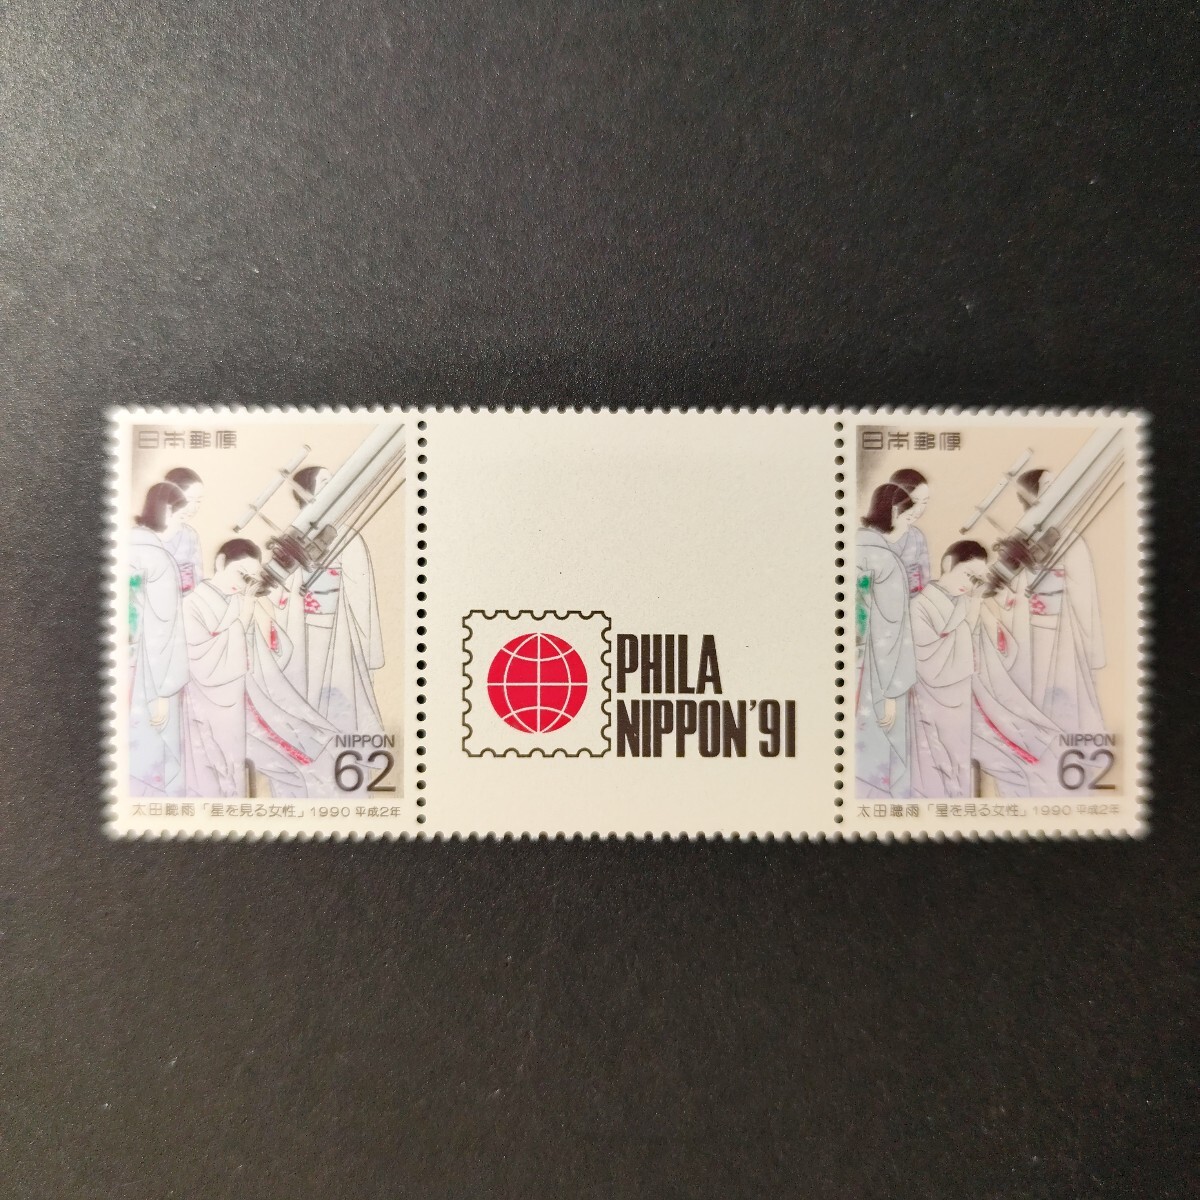 日本郵便
NIPPON
62
太田聴雨「星を見る女性」1990 平成2年
PHILA
NIPPON'91
日本郵便
NIPPON
62
太田聴雨「星を見る女性」1990 平成2年